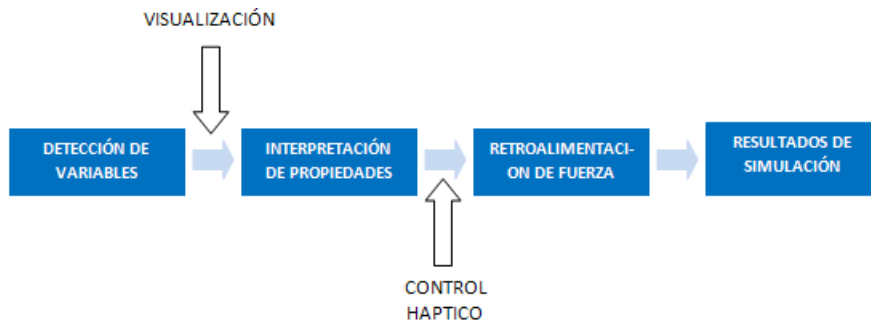 VISUALIZACIÓN
DETECCIÓN DE
VARIABLES
INTERPRETACIÓN
DE PROPIEDADES
RETROALIMENTACI-
ON DE FUERZA
RESULTADOS DE
SIMULACIÓN
CONTROL
HAPTICO